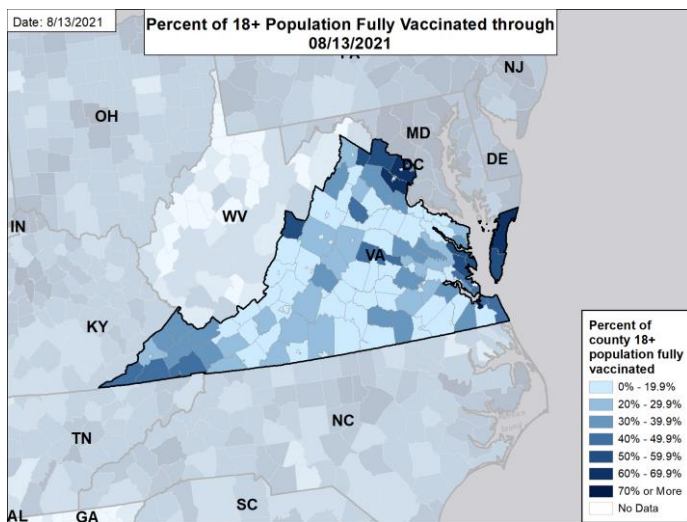 Date: 8/13/2021
Percent of 18+ Population Fully Vaccinated through
08/13/2021
NJ
OH
MD
DC
DE
WV
IN
VA
KY
NC
TN
SC
AL
GA
Percent of
county 18+
population fully
vaccinated
0% - 19.9%
20% - 29.9%
30% - 39.9%
40% - 49.9%
50% - 59.9%
60% - 69.9%
70% or More
No Data